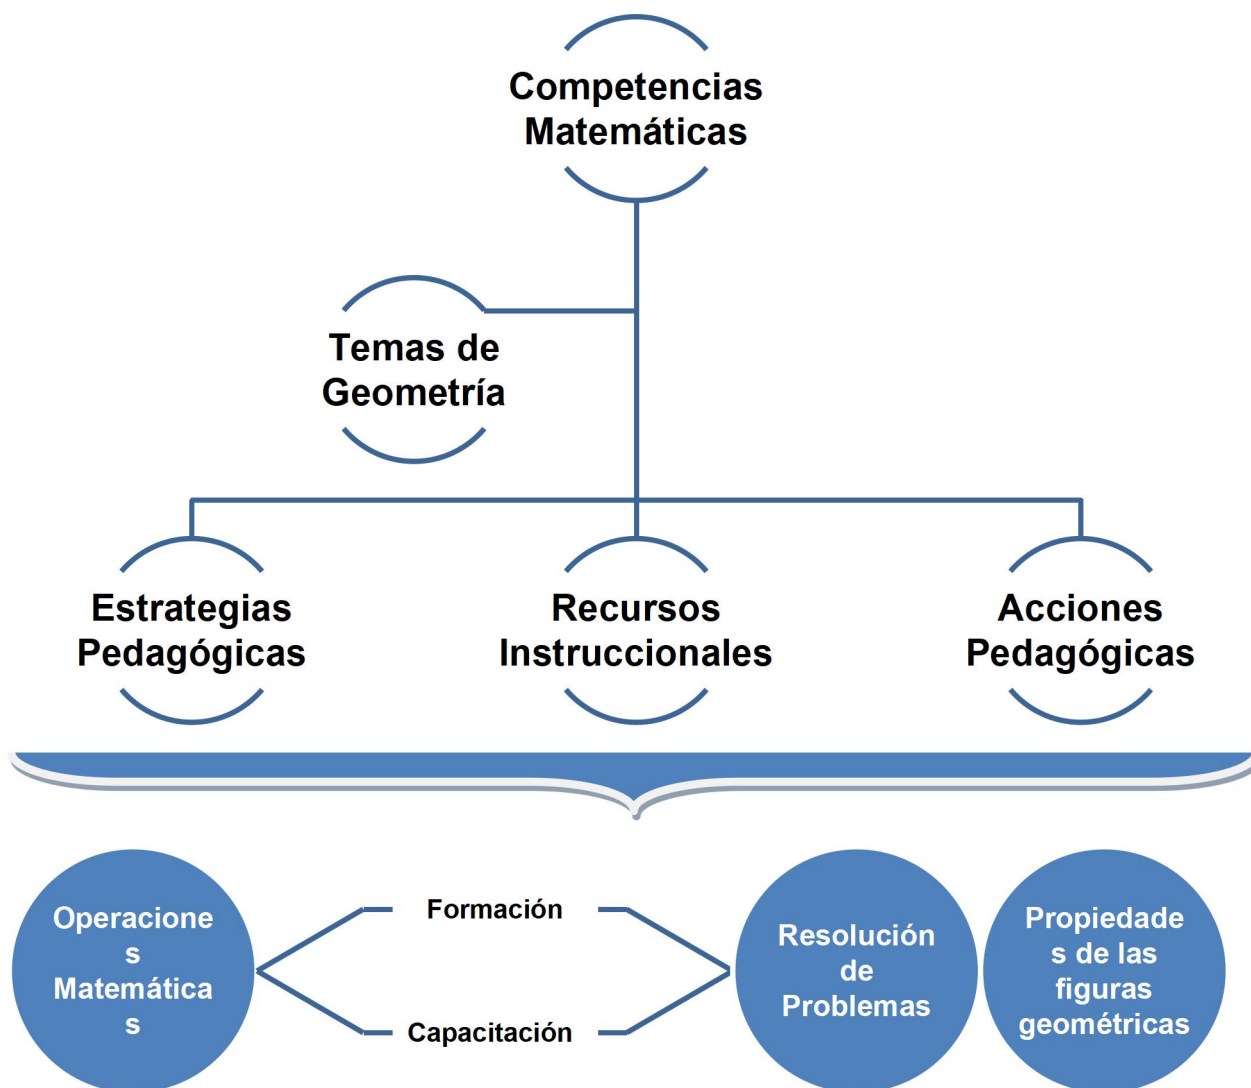 Competencias
Matemáticas
Temas de
Geometría
Estrategias
Pedagógicas
Recursos
Instruccionales
Acciones
Pedagógicas
Operacione
s
Matemática
s
Formación
Capacitación
Resolución
de
Problemas
Propiedade
s de las
figuras
geométricas